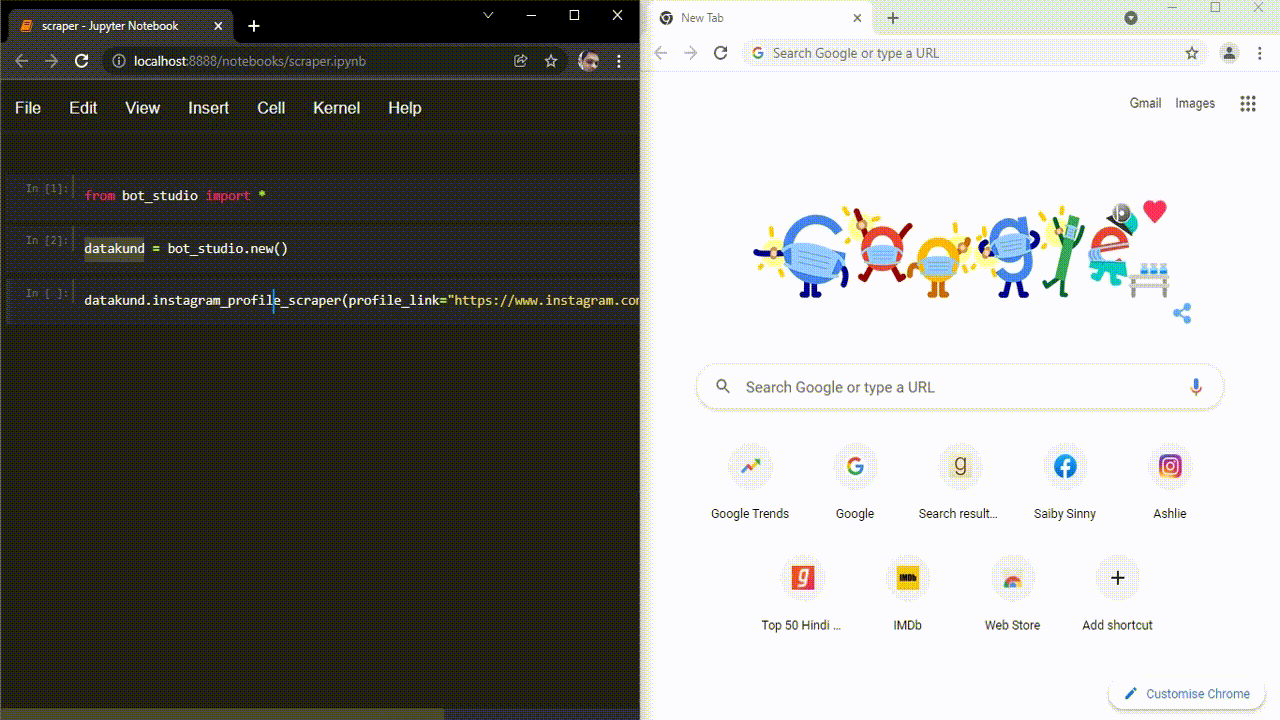 scraper - Jupyter Notebook
localhost:8888/notebooks/scraper.ipynb
File Edit View Insert Cell Kernel Help
In [1]: from bot_studio import *
In [2]: datakund = bot_studio.new()
In [ ]: datakund.instagram_profile_scraper(profile_link="https://www.instagram.co
New Tab
Search Google or type a URL
Gmail Images
Google
Search Google or type a URL
Google Trends Google Search result... Saiby Sinny Ashlie
g IMDb
Top 50 Hindi ... IMDb Web Store Add shortcut
Customise Chrome